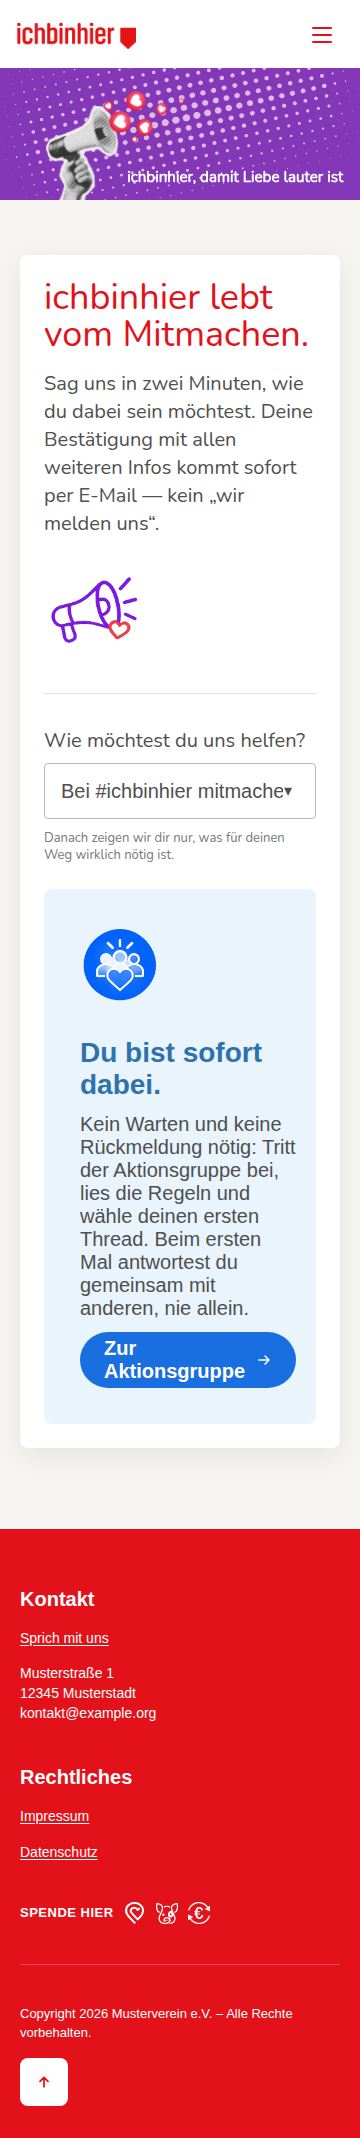 ichbinhier
ichbinhier, damit Liebe lauter ist
ichbinhier lebt
vom Mitmachen.
Sag uns in zwei Minuten, wie
du dabei sein möchtest. Deine
Bestätigung mit allen
weiteren Infos kommt sofort
per E-Mail — kein „wir
melden uns“.
Wie möchtest du uns helfen?
Bei #ichbinhier mitmache
Danach zeigen wir dir nur, was für deinen
Weg wirklich nötig ist.
Du bist sofort
dabei.
Kein Warten und keine
Rückmeldung nötig: Tritt
der Aktionsgruppe bei,
lies die Regeln und
wähle deinen ersten
Thread. Beim ersten
Mal antwortest du
gemeinsam mit
anderen, nie allein.
Zur
Aktionsgruppe
Kontakt
Sprich mit uns
Musterstraße 1
12345 Musterstadt
kontakt@example.org
Rechtliches
Impressum
Datenschutz
SPENDE HIER
Copyright 2026 Musterverein e.V. – Alle Rechte
vorbehalten.